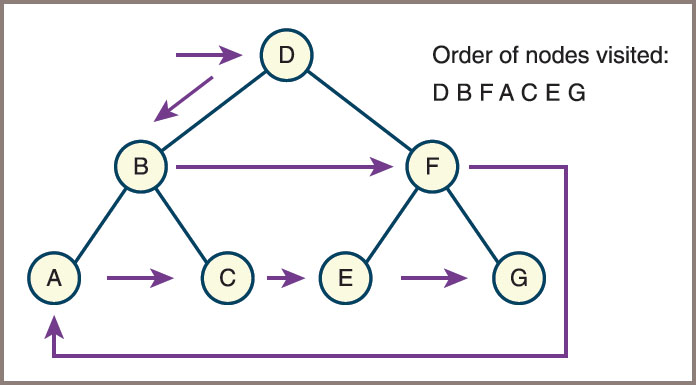 D
Order of nodes visited:
D B F A C E G
B
F
A
C
E
G